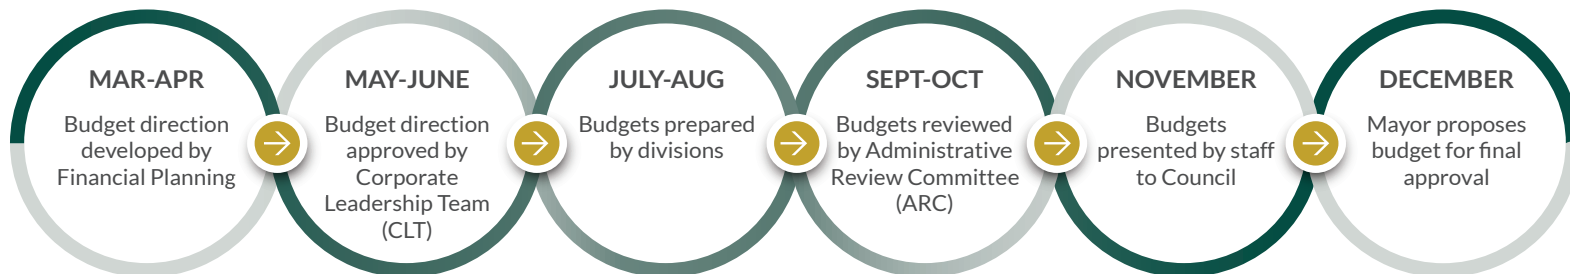 MAR-APR
Budget direction
developed by
Financial Planning
MAY-JUNE
Budget direction
approved by
Corporate
Leadership Team
(CLT)
JULY-AUG
Budgets prepared
by divisions
SEPT-OCT
Budgets reviewed
by Administrative
Review Committee
(ARC)
NOVEMBER
Budgets
presented by staff
to Council
DECEMBER
Mayor proposes
budget for final
approval